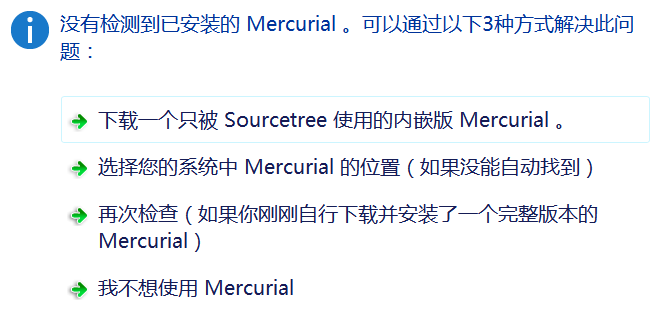 没有检测到已安装的 Mercurial 。可以通过以下3种方式解决此问
题：
下载一个只被 Sourcetree 使用的内嵌版 Mercurial 。
选择您的系统中 Mercurial 的位置 ( 如果没能自动找到 )
再次检查 ( 如果你刚刚自行下载并安装了一个完整版本的
Mercurial )
我不想使用 Mercurial